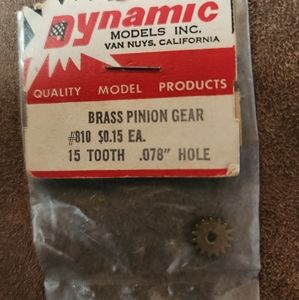 Dynamic
MODELS INC.
VAN NUYS, CALIFORNIA
QUALITY MODEL PRODUCTS
BRASS PINION GEAR
#810 $0.15 EA.
15 TOOTH .078" HOLE